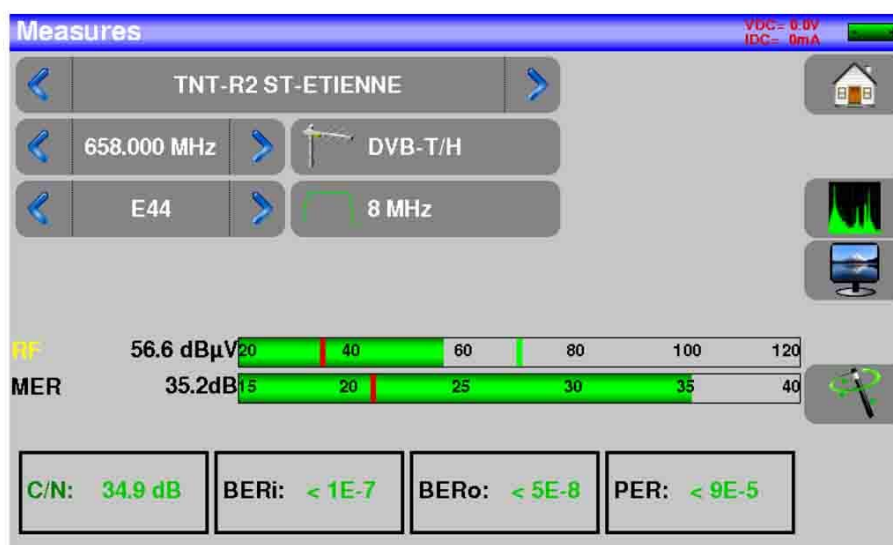 Measures
VDC= 0.0V
IDC= 0mA
TNT-R2 ST-ETIENNE
658.000 MHz
DVB-T/H
E44
8 MHz
RF 56.6 dBµV 20 40 60 80 100 120
MER 35.2dB 15 20 25 30 35 40
C/N: 34.9 dB BERi: < 1E-7 BERo: < 5E-8 PER: < 9E-5